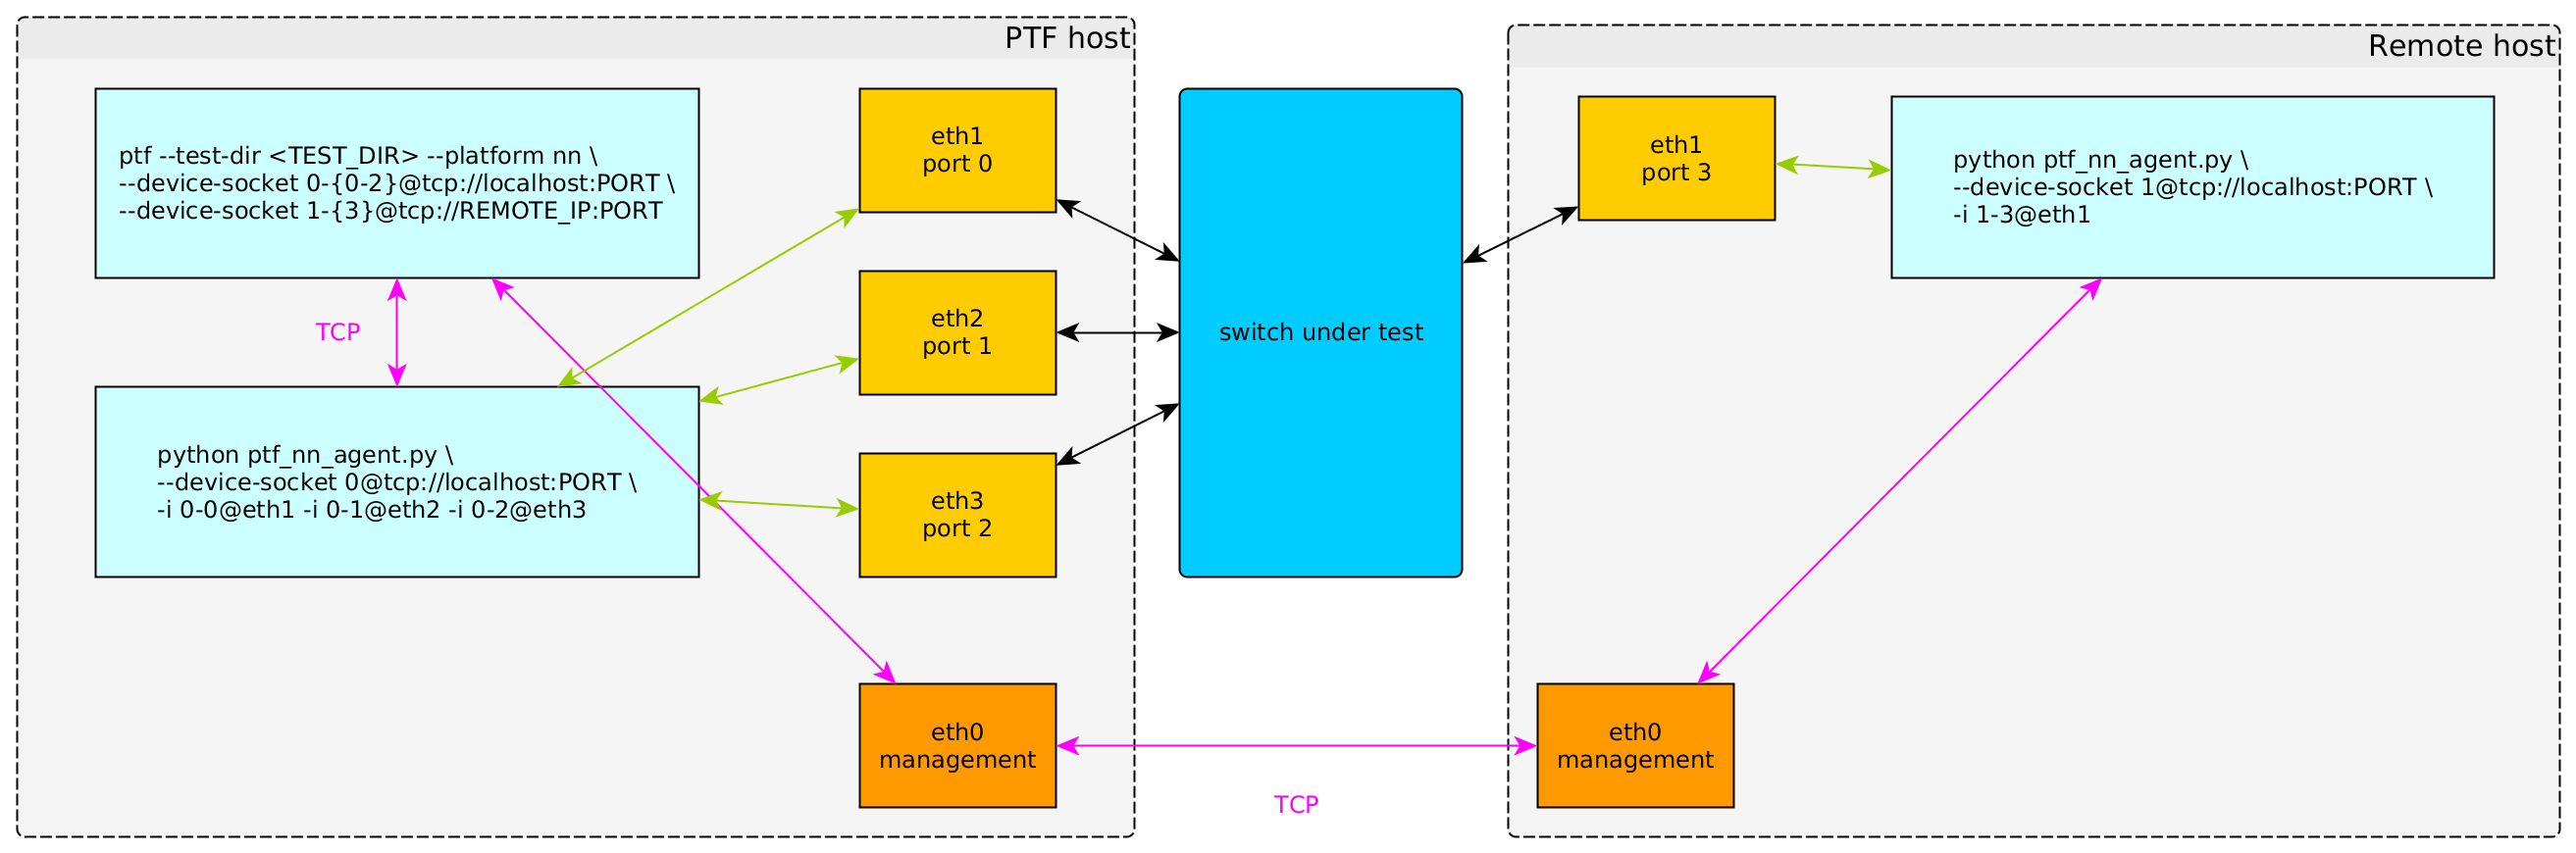 PTF host
ptf --test-dir <TEST_DIR> --platform nn \
--device-socket 0-{0-2}@tcp://localhost:PORT \
--device-socket 1-{3}@tcp://REMOTE_IP:PORT
TCP
python ptf_nn_agent.py \
--device-socket 0@tcp://localhost:PORT \
-i 0-0@eth1 -i 0-1@eth2 -i 0-2@eth3
eth1
port 0
eth2
port 1
eth3
port 2
eth0
management
switch under test
TCP
Remote host
eth1
port 3
python ptf_nn_agent.py \
--device-socket 1@tcp://localhost:PORT \
-i 1-3@eth1
eth0
management